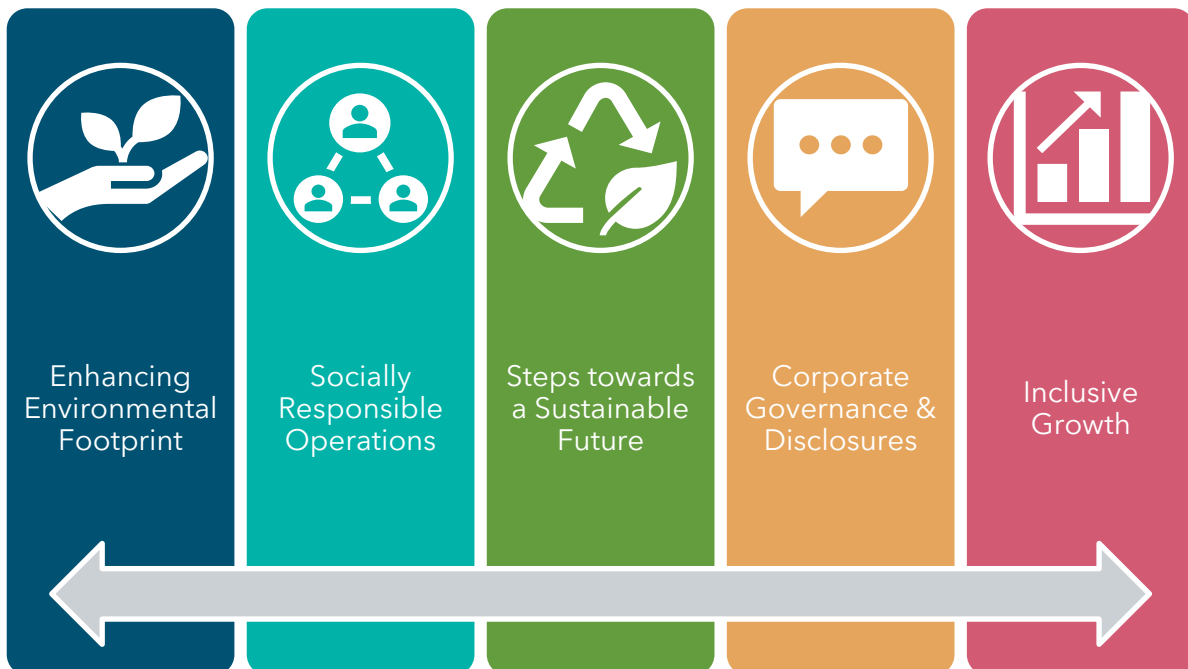 Enhancing
Environmental
Footprint
Socially
Responsible
Operations
Steps towards
a Sustainable
Future
Corporate
Governance &
Disclosures
Inclusive
Growth